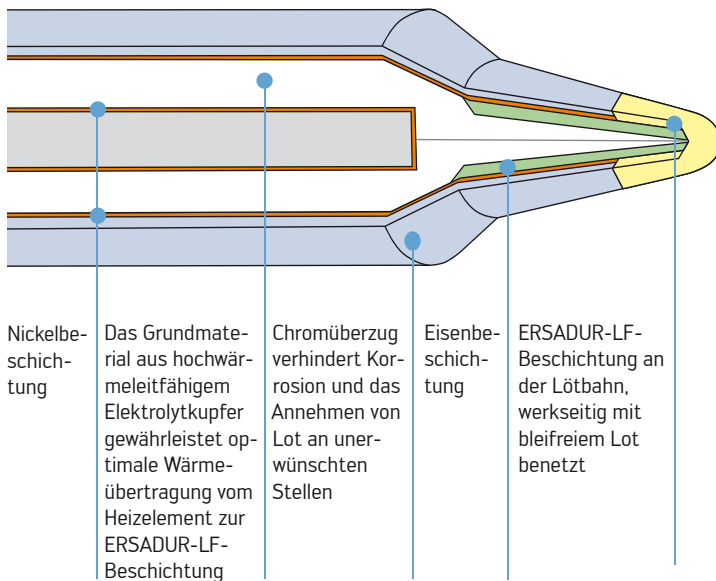 Nickelbe-
schich-
tung
Das Grundmate-
rial aus hochwär-
meleitfähigem
Elektrolytkupfer
gewährleistet op-
timale Wärme-
übertragung vom
Heizelement zur
ERSADUR-LF-
Beschichtung
Chromüberzug
verhindert Kor-
rosion und das
Annehmen von
Lot an uner-
wünschten
Stellen
Eisenbe-
schich-
tung
ERSADUR-LF-
Beschichtung an
der Lötbahn,
werkseitig mit
bleifreiem Lot
benetzt